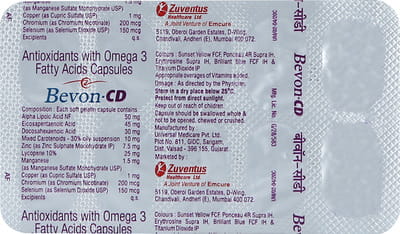 (as Manganese Sulfate Monohydrate USP)
Copper (as Cupric Sulfate USP) 1 mg
Chromium (as Chromium Nicotinate) 200 mcg
Selenium (as Selenium Dioxide USP) 150 mcg
Excipients q.s.
Antioxidants with Omega 3
Fatty Acids Capsules
Bevon-CD
Composition : Each soft gelatin capsule contains
Alpha Lipoic Acid NF 50 mg
Eicosapentaenoic Acid
Docosahexaenoic Acid 30 mg
Mixed Carotenoids - 30% oily suspension 10 mg
Zinc (as Zinc Sulphate Monohydrate IP) 7.5 mg
Lycopene 10%
Manganese 1.5 mg
(as Manganese Sulfate Monohydrate USP)
Copper (as Cupric Sulfate USP) 1 mg
Chromium (as Chromium Nicotinate) 200 mcg
Selenium (as Selenium Dioxide USP) 150 mcg
Excipients q.s.
Antioxidants with Omega 3
Fatty Acids Capsules
AF
AF
Zuventus
Healthcare Ltd.
A Joint Venture of Emcure
5119, Oberoi Garden Estates, D-Wing,
Chandivali, Andheri (E), Mumbai 400 072.
Colours : Sunset Yellow FCF, Ponceau 4R Supra IH,
Erythrosine Supra IH, Brilliant Blue FCF IH &
Titanium Dioxide IP
Appropriate overages of Vitamins added.
Dosage : As directed by the Physician.
Store in a dry place below 25°C.
Protect from direct sunlight.
Keep out of reach of children.
Capsule should be swallowed whole &
not to be opened, chewed or crushed.
Manufactured by :
Universal Medicare Pvt. Ltd.
Plot No. 811, GIDC, Sarigam,
Dist. Valsad - 396 155, Gujarat.
Marketed by :
Zuventus
Healthcare Ltd.
A Joint Venture of Emcure
5119, Oberoi Garden Estates, D-Wing,
Chandivali, Andheri (E), Mumbai 400 072.
Colours : Sunset Yellow FCF, Ponceau 4R Supra IH,
Erythrosine Supra IH, Brilliant Blue FCF IH &
Titanium Dioxide IP
Bevon-CD
Mfg. Lic. No.
बीवॉन-सीडी